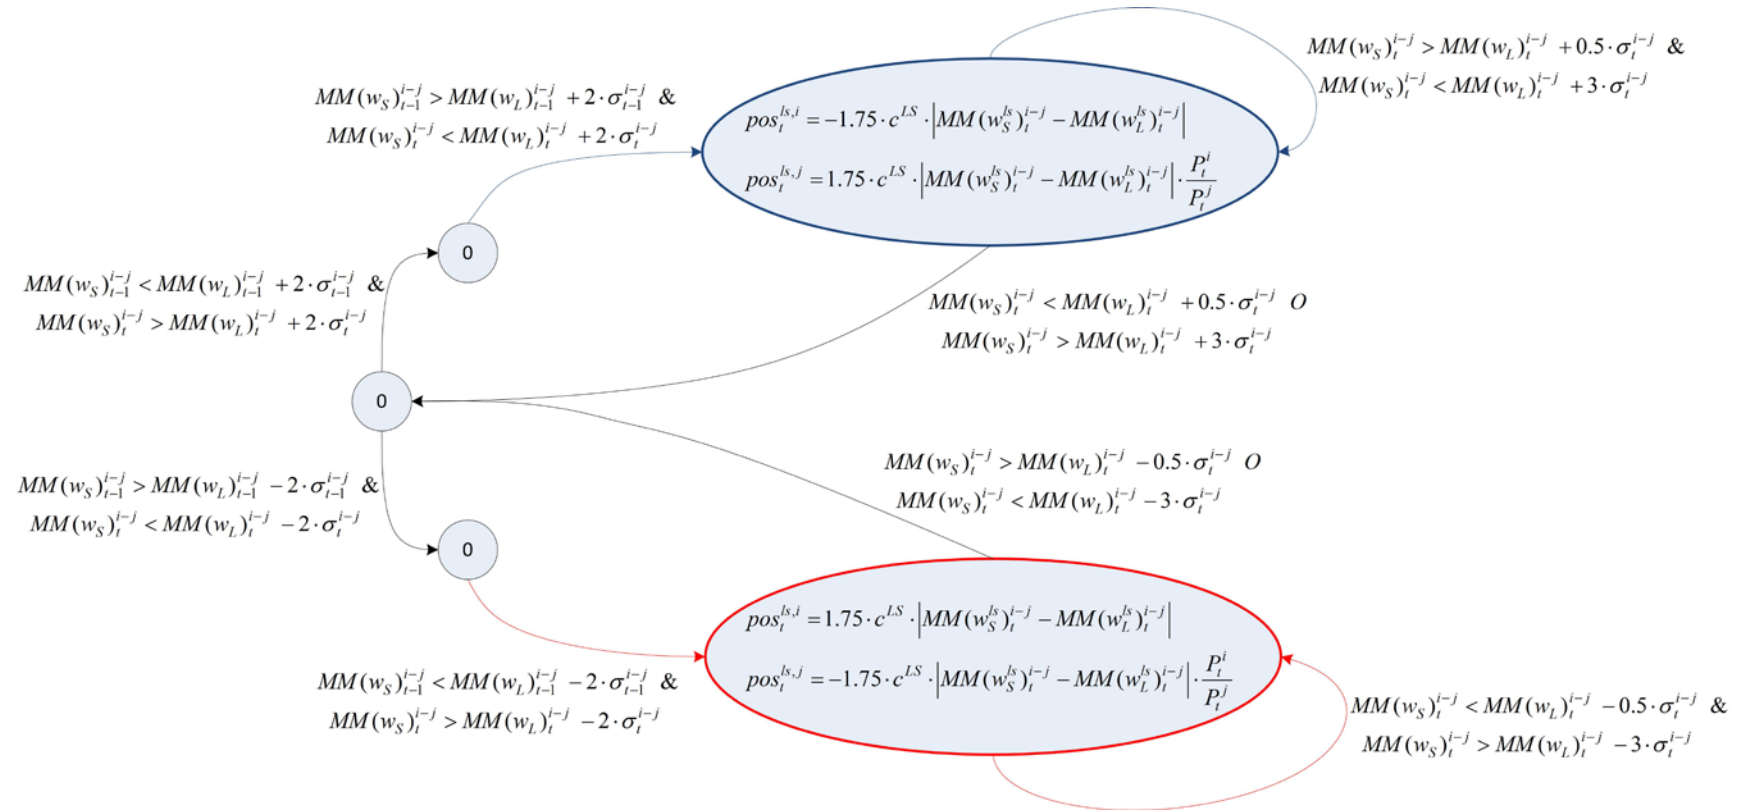 MM(w_S)_{t-1}^{i-j} > MM(w_L)_{t-1}^{i-j} + 2·σ_{t-1}^{i-j} &
MM(w_S)_t^{i-j} < MM(w_L)_t^{i-j} + 2·σ_t^{i-j}
pos_t^{ls,i} = −1.75·c^{LS}·|MM(w_S^{ls})_t^{i-j} − MM(w_L^{ls})_t^{i-j}|
pos_t^{ls,j} = 1.75·c^{LS}·|MM(w_S^{ls})_t^{i-j} − MM(w_L^{ls})_t^{i-j}|·P_t^i/P_t^j
MM(w_S)_t^{i-j} > MM(w_L)_t^{i-j} + 0.5·σ_t^{i-j} &
MM(w_S)_t^{i-j} < MM(w_L)_t^{i-j} + 3·σ_t^{i-j}
0
MM(w_S)_{t-1}^{i-j} < MM(w_L)_{t-1}^{i-j} + 2·σ_{t-1}^{i-j} &
MM(w_S)_t^{i-j} > MM(w_L)_t^{i-j} + 2·σ_t^{i-j}
MM(w_S)_t^{i-j} < MM(w_L)_t^{i-j} + 0.5·σ_t^{i-j} O
MM(w_S)_t^{i-j} > MM(w_L)_t^{i-j} + 3·σ_t^{i-j}
0
MM(w_S)_{t-1}^{i-j} > MM(w_L)_{t-1}^{i-j} − 2·σ_{t-1}^{i-j} &
MM(w_S)_t^{i-j} < MM(w_L)_t^{i-j} − 2·σ_t^{i-j}
MM(w_S)_t^{i-j} > MM(w_L)_t^{i-j} − 0.5·σ_t^{i-j} O
MM(w_S)_t^{i-j} < MM(w_L)_t^{i-j} − 3·σ_t^{i-j}
0
MM(w_S)_{t-1}^{i-j} < MM(w_L)_{t-1}^{i-j} − 2·σ_{t-1}^{i-j} &
MM(w_S)_t^{i-j} > MM(w_L)_t^{i-j} − 2·σ_t^{i-j}
pos_t^{ls,i} = 1.75·c^{LS}·|MM(w_S^{ls})_t^{i-j} − MM(w_L^{ls})_t^{i-j}|
pos_t^{ls,j} = −1.75·c^{LS}·|MM(w_S^{ls})_t^{i-j} − MM(w_L^{ls})_t^{i-j}|·P_t^i/P_t^j
MM(w_S)_t^{i-j} < MM(w_L)_t^{i-j} − 0.5·σ_t^{i-j} &
MM(w_S)_t^{i-j} > MM(w_L)_t^{i-j} − 3·σ_t^{i-j}